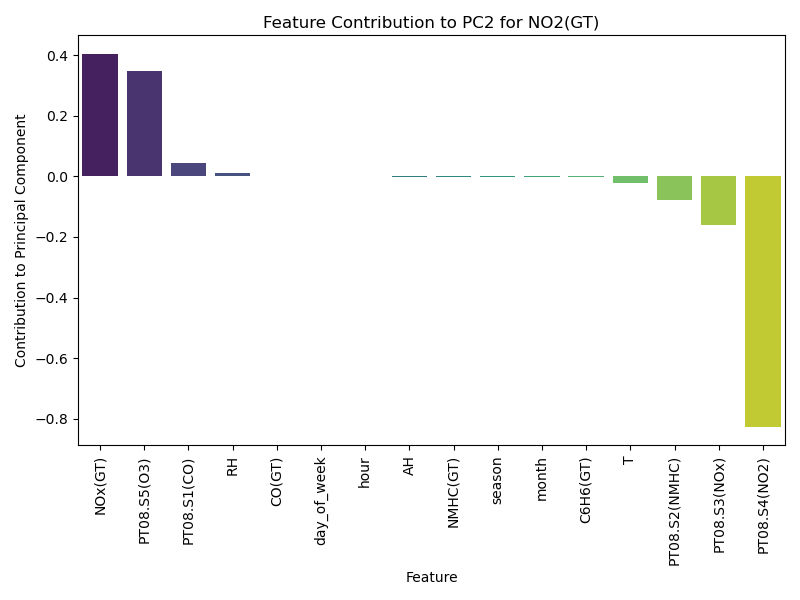 Feature Contribution to PC2 for NO2(GT)
Contribution to Principal Component
0.4
0.2
0.0
−0.2
−0.4
−0.6
−0.8
NOx(GT)
PT08.S5(O3)
PT08.S1(CO)
RH
CO(GT)
day_of_week
hour
AH
NMHC(GT)
season
month
C6H6(GT)
T
PT08.S2(NMHC)
PT08.S3(NOx)
PT08.S4(NO2)
Feature